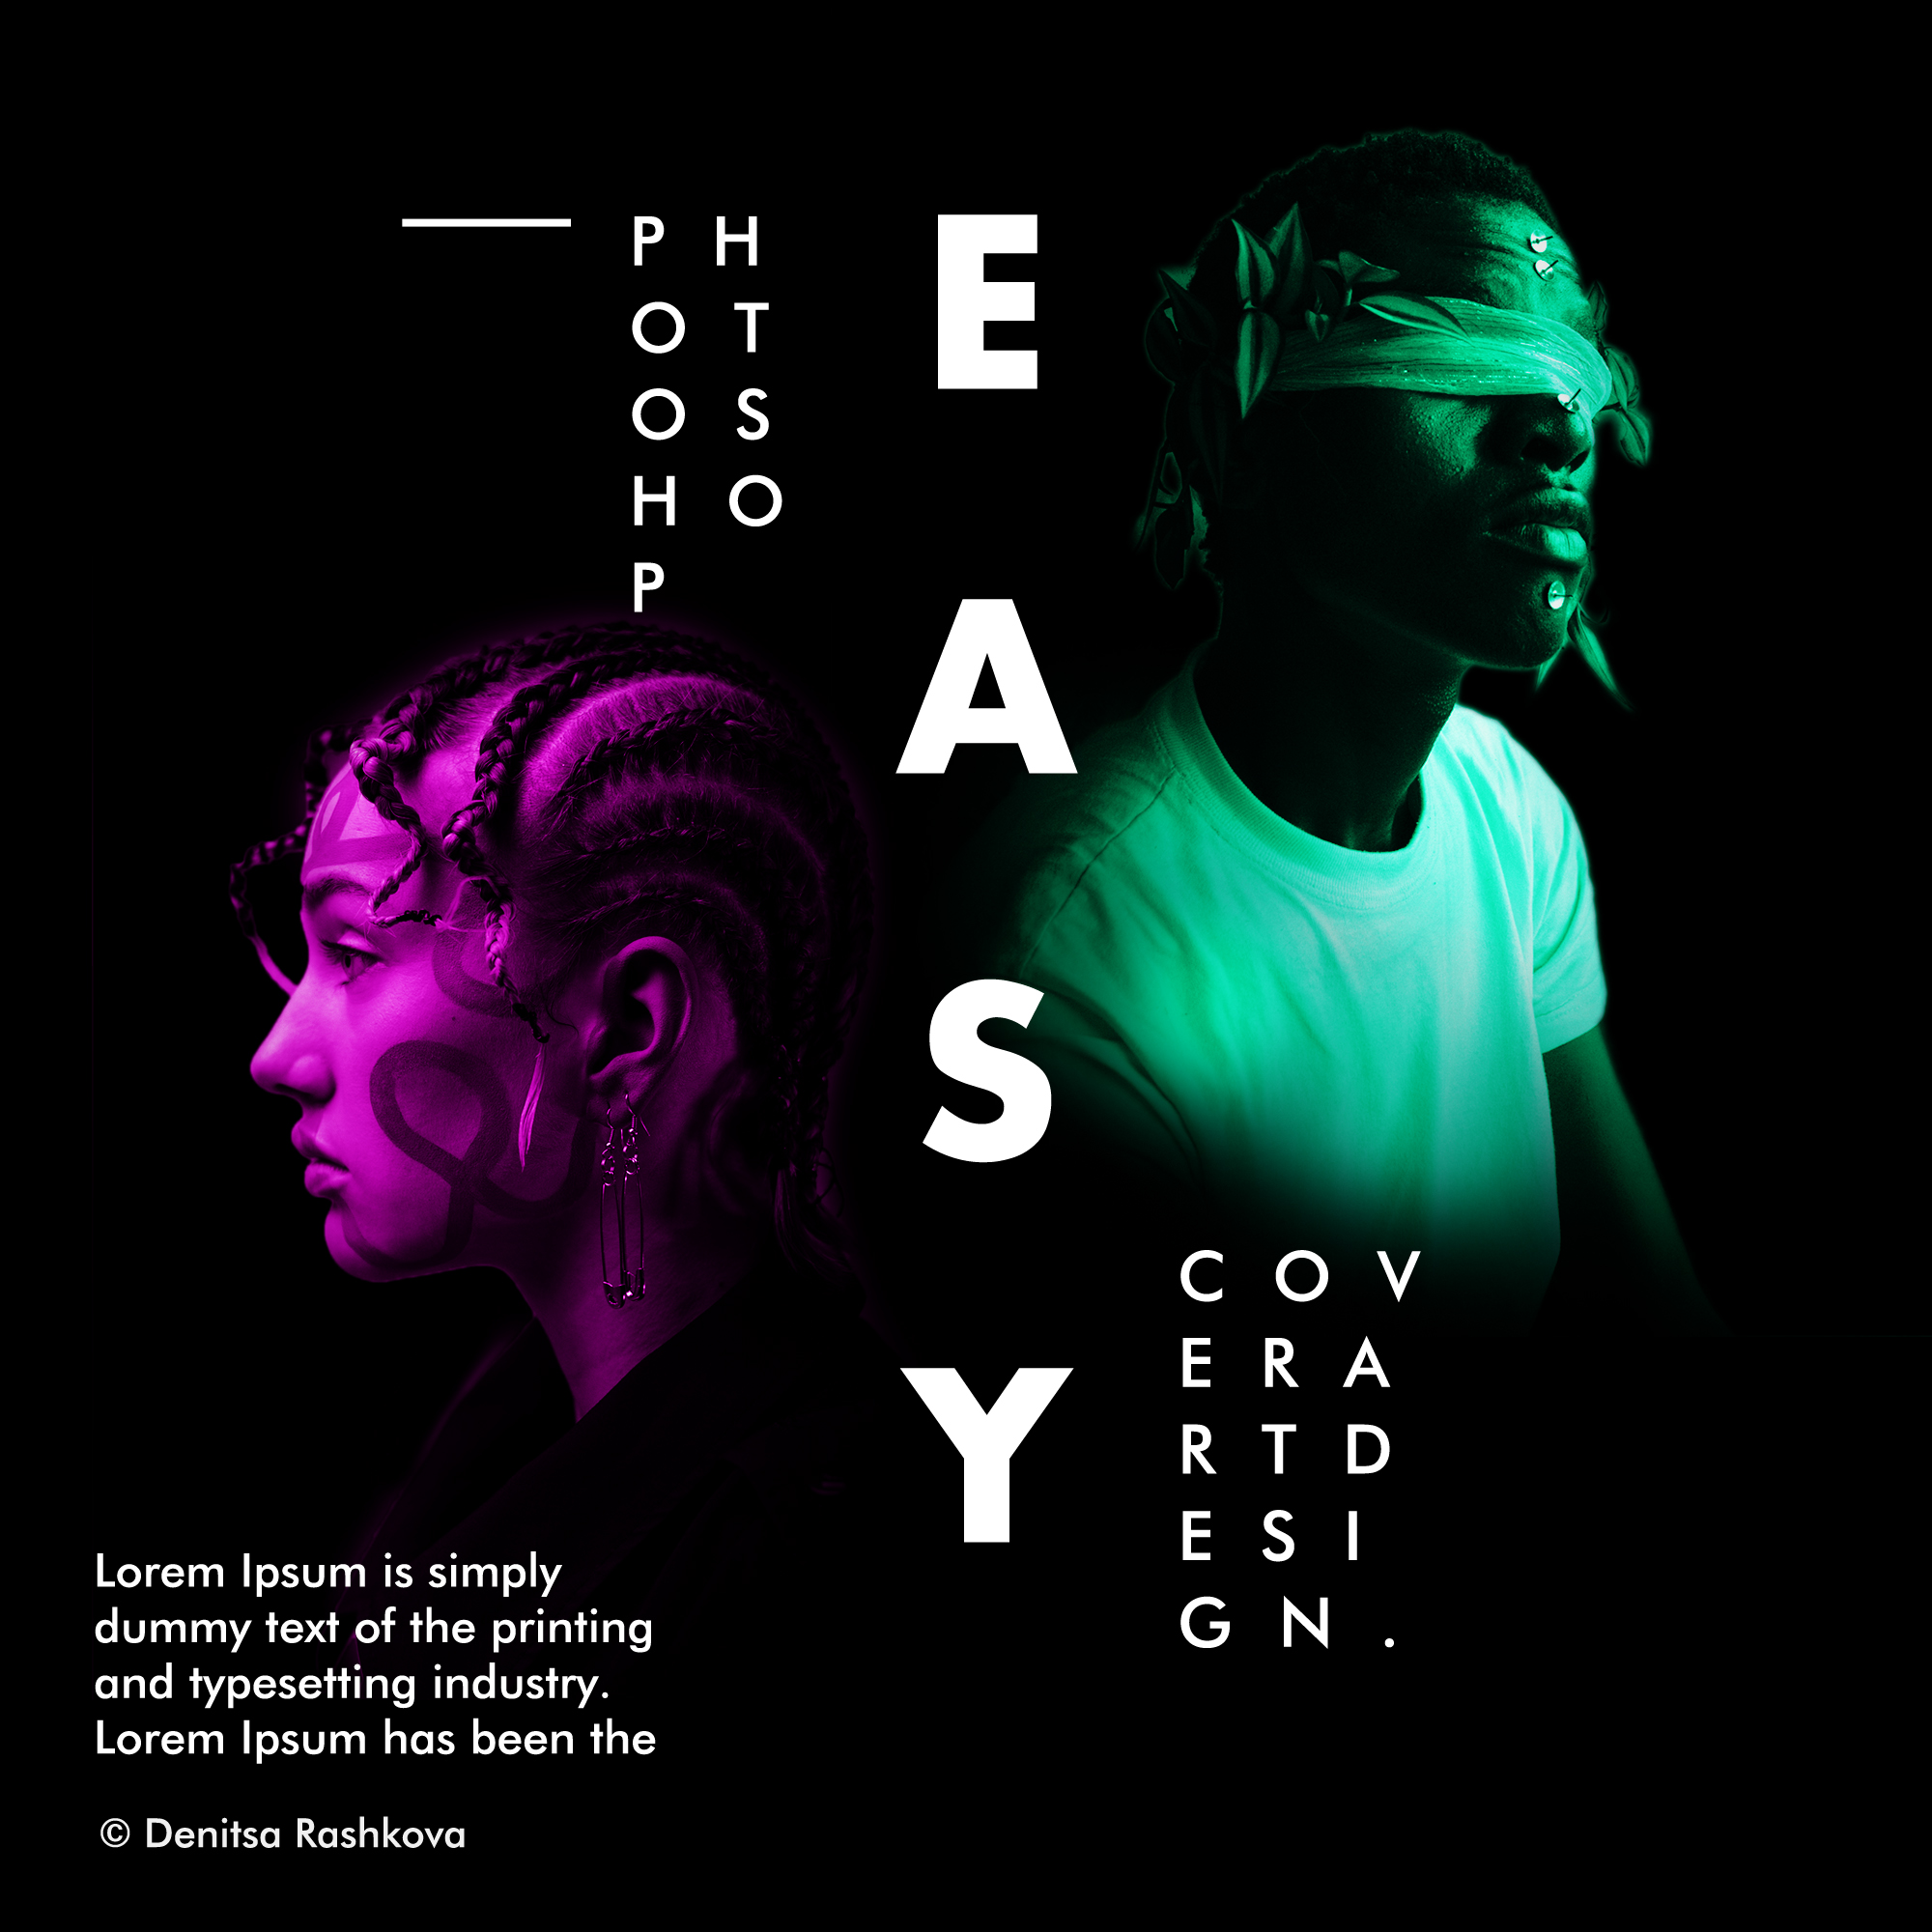 P H
O T
O S
H O
P
E
A
S
Y
C O V
E R A
R T D
E S I
G N .
Lorem Ipsum is simply
dummy text of the printing
and typesetting industry.
Lorem Ipsum has been the
© Denitsa Rashkova